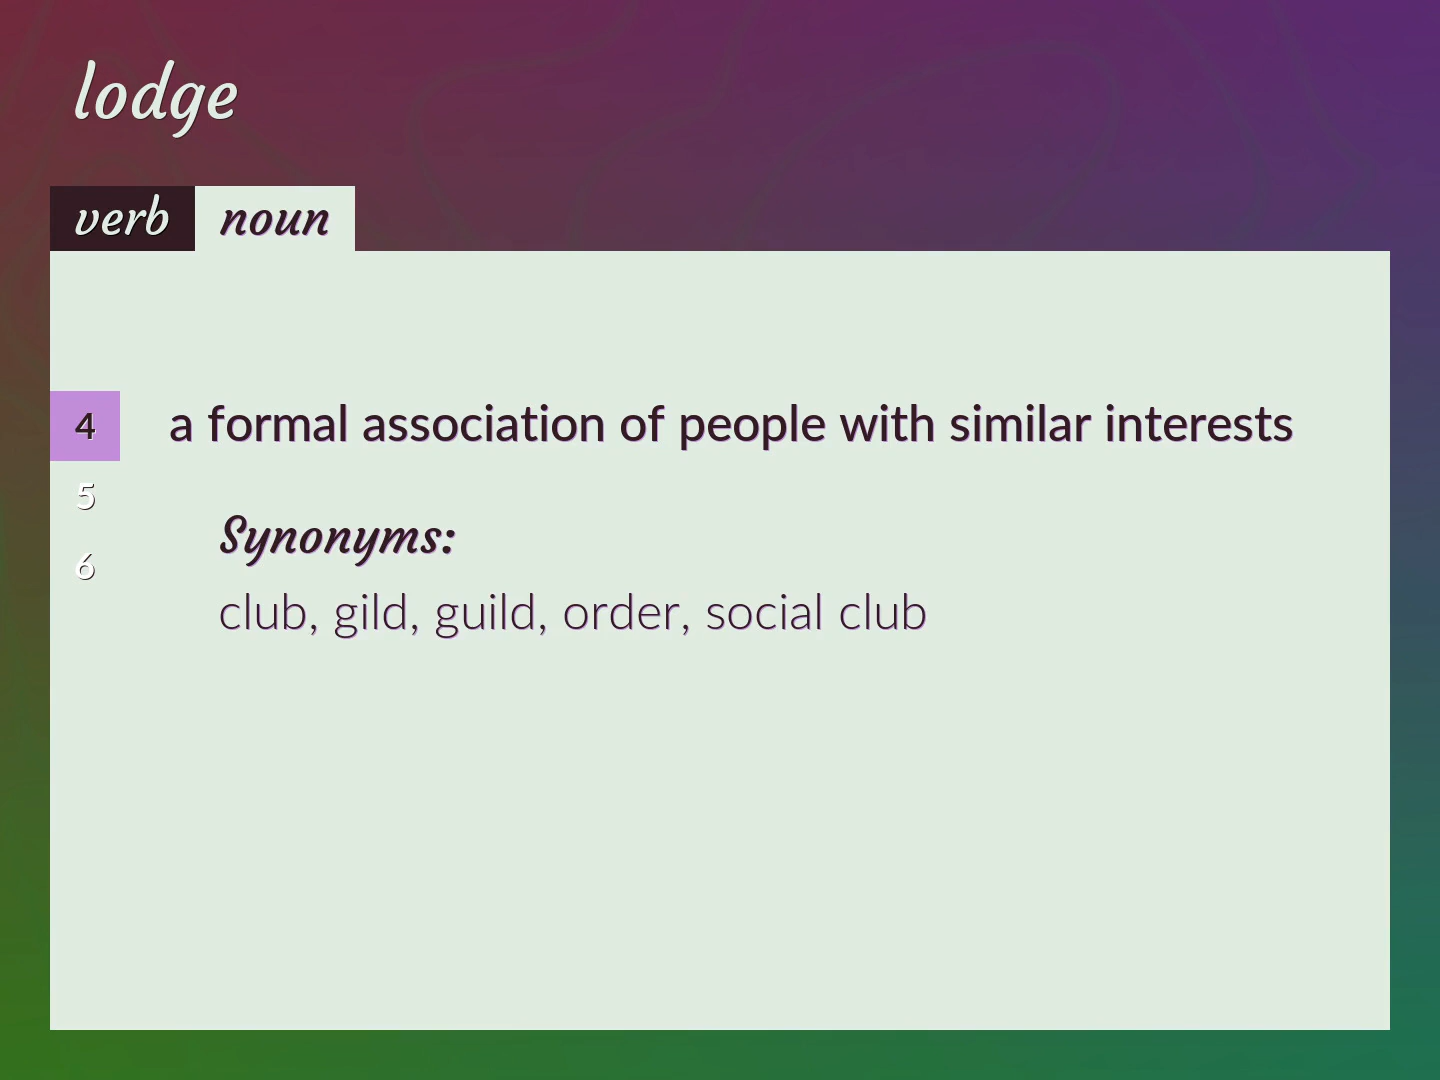 lodge
verb noun
4 a formal association of people with similar interests
5
Synonyms:
6
club, gild, guild, order, social club